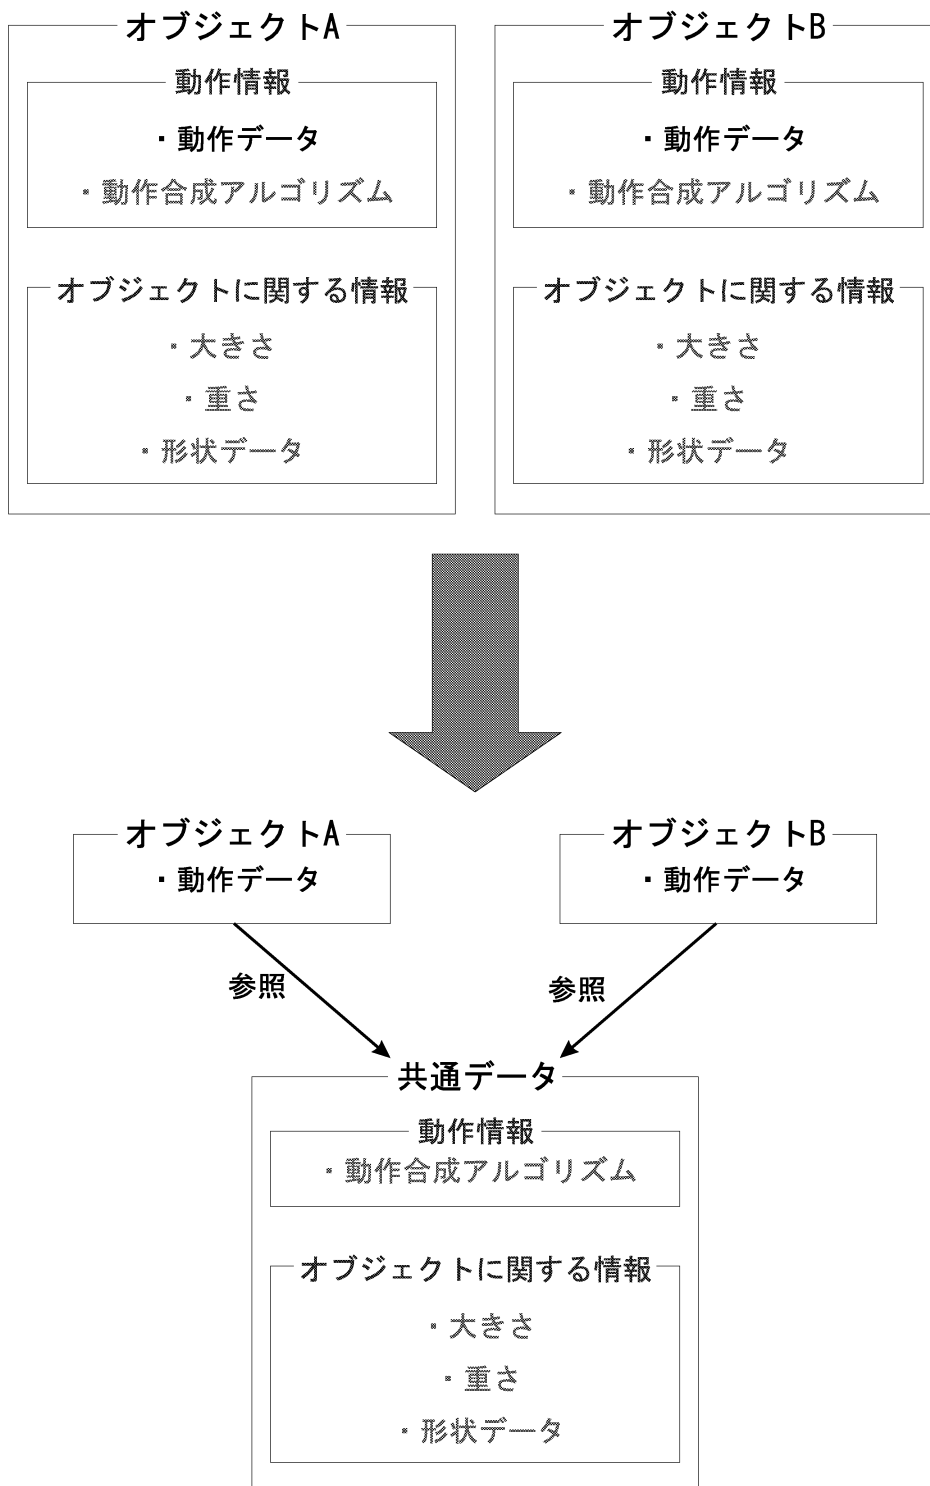 オブジェクトA
動作情報
・動作データ
・動作合成アルゴリズム
オブジェクトに関する情報
・大きさ
・重さ
・形状データ
オブジェクトB
動作情報
・動作データ
・動作合成アルゴリズム
オブジェクトに関する情報
・大きさ
・重さ
・形状データ
オブジェクトA
・動作データ
オブジェクトB
・動作データ
参照
参照
共通データ
動作情報
・動作合成アルゴリズム
オブジェクトに関する情報
・大きさ
・重さ
・形状データ